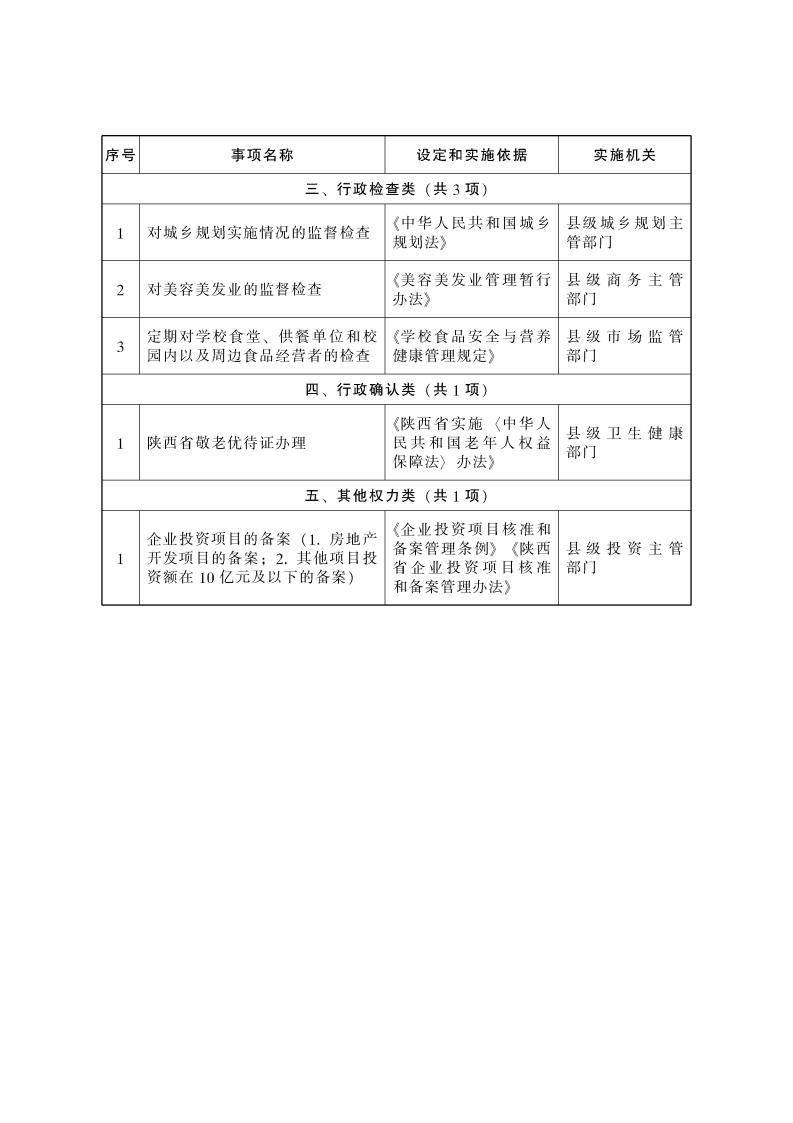 序号 事项名称 设定和实施依据 实施机关
三、行政检查类（共 3 项）
1 对城乡规划实施情况的监督检查 《中华人民共和国城乡规划法》 县级城乡规划主管部门
2 对美容美发业的监督检查 《美容美发业管理暂行办法》 县级商务主管部门
3 定期对学校食堂、供餐单位和校园内以及周边食品经营者的检查 《学校食品安全与营养健康管理规定》 县级市场监管部门
四、行政确认类（共 1 项）
1 陕西省敬老优待证办理 《陕西省实施〈中华人民共和国老年人权益保障法〉办法》 县级卫生健康部门
五、其他权力类（共 1 项）
1 企业投资项目的备案（1. 房地产开发项目的备案；2. 其他项目投资额在 10 亿元及以下的备案） 《企业投资项目核准和备案管理条例》《陕西省企业投资项目核准和备案管理办法》 县级投资主管部门